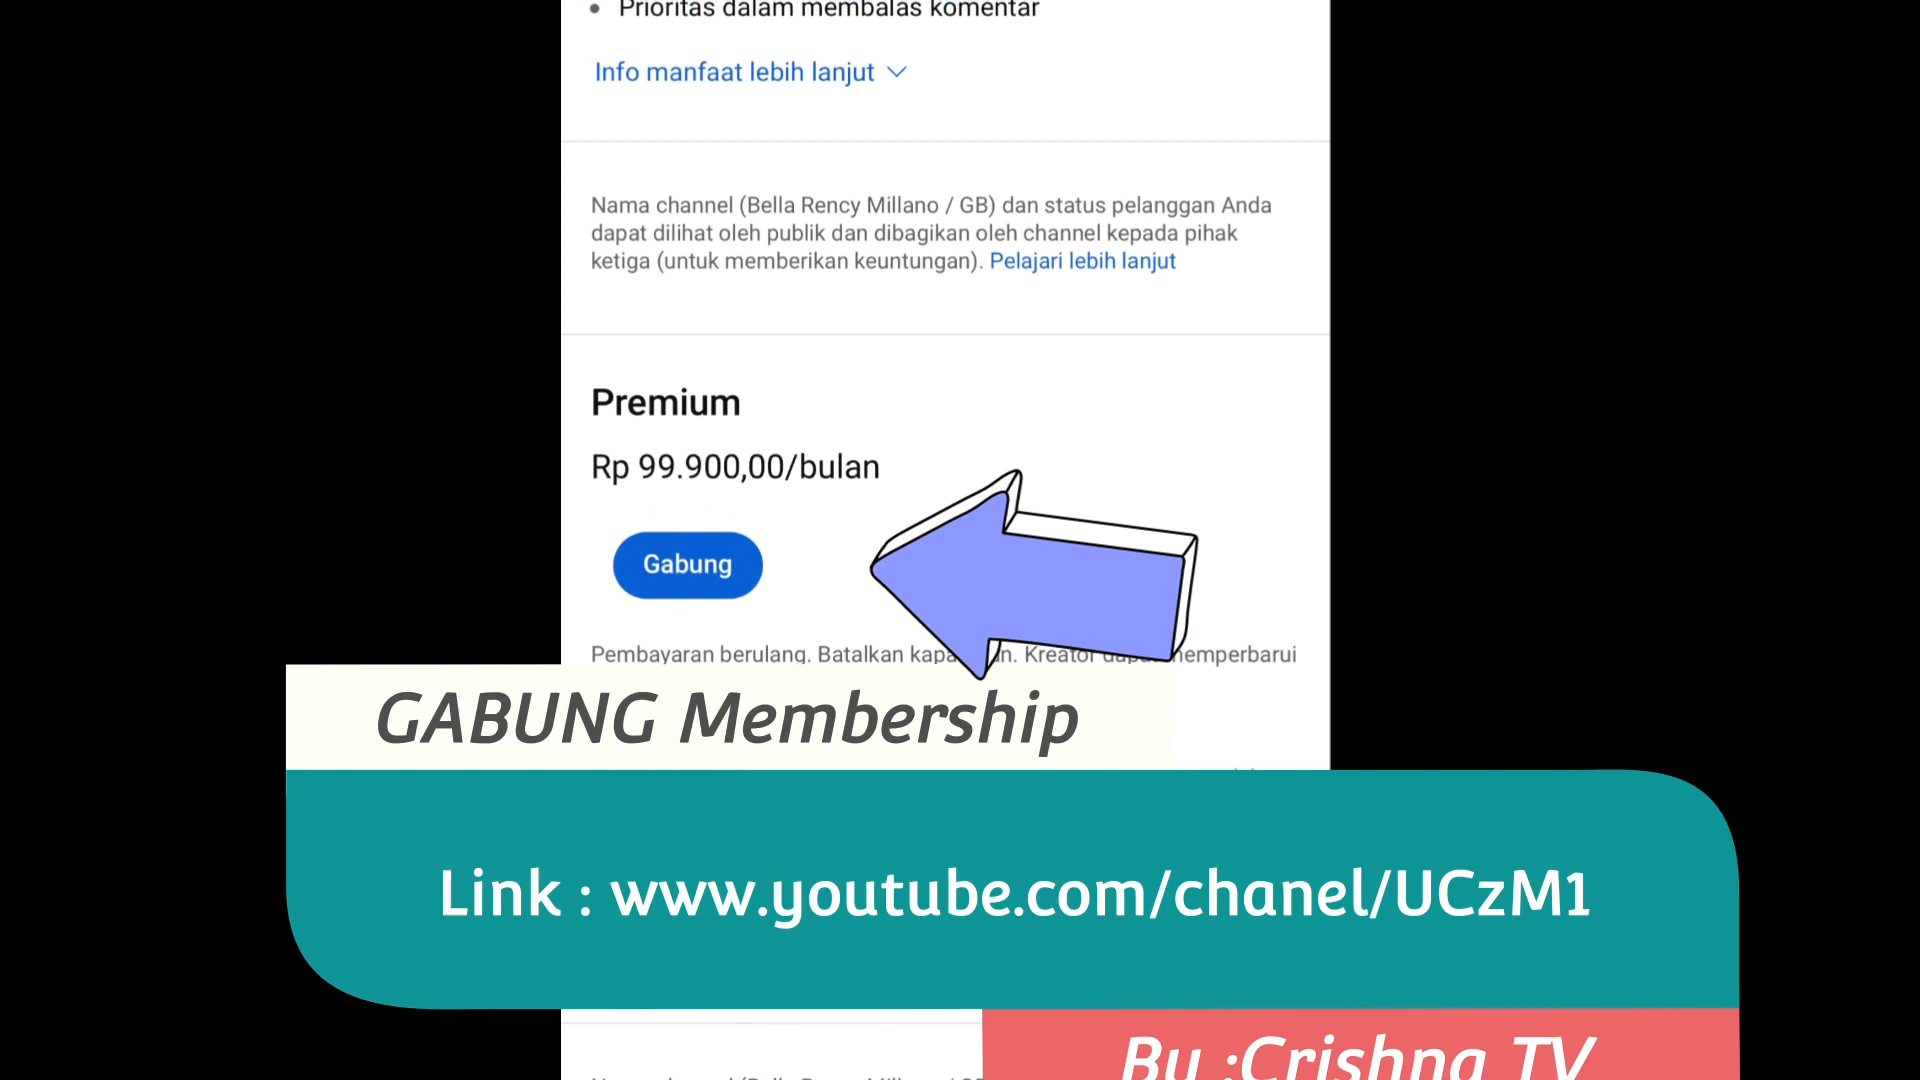 Prioritas dalam membalas komentar
Info manfaat lebih lanjut
Nama channel (Bella Rency Millano / GB) dan status pelanggan Anda
dapat dilihat oleh publik dan dibagikan oleh channel kepada pihak
ketiga (untuk memberikan keuntungan). Pelajari lebih lanjut
Premium
Rp 99.900,00/bulan
Gabung
Pembayaran berulang. Batalkan Kreator memperbarui
GABUNG Membership
Link : www.youtube.com/chanel/UCzM1
By :Crishna TV